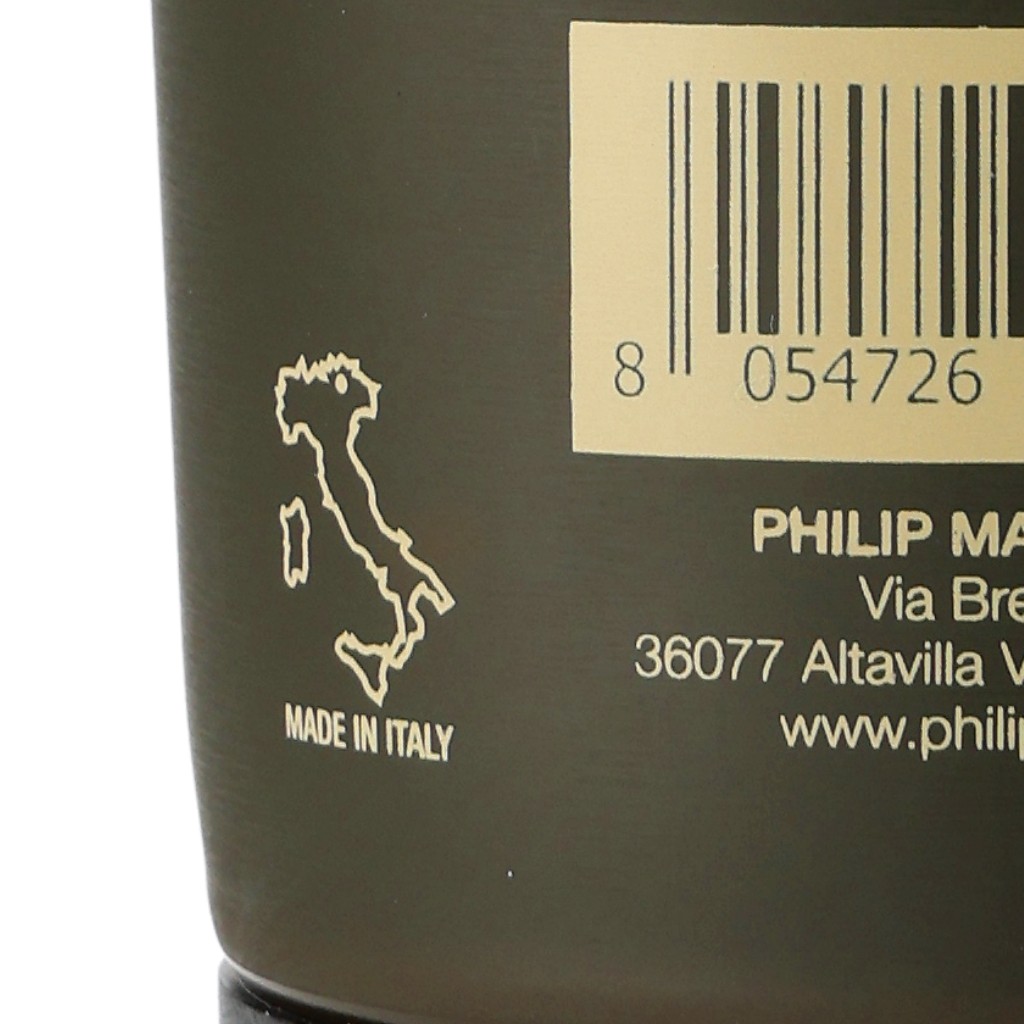 8 054726
PHILIP MA
Via Bre
36077 Altavilla V
www.philip
MADE IN ITALY